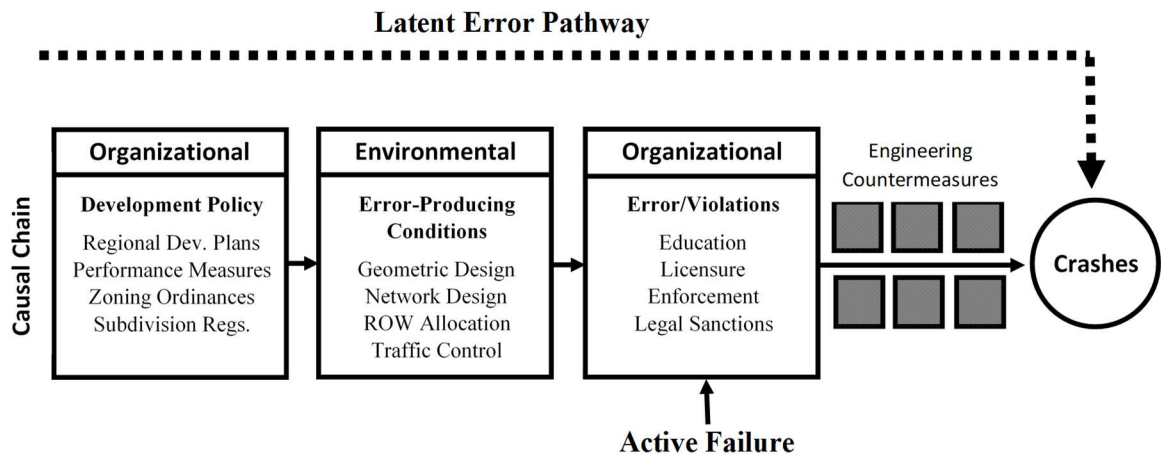 Latent Error Pathway
Causal Chain
Organizational
Development Policy
Regional Dev. Plans
Performance Measures
Zoning Ordinances
Subdivision Regs.
Environmental
Error-Producing
Conditions
Geometric Design
Network Design
ROW Allocation
Traffic Control
Organizational
Error/Violations
Education
Licensure
Enforcement
Legal Sanctions
Engineering
Countermeasures
Crashes
Active Failure